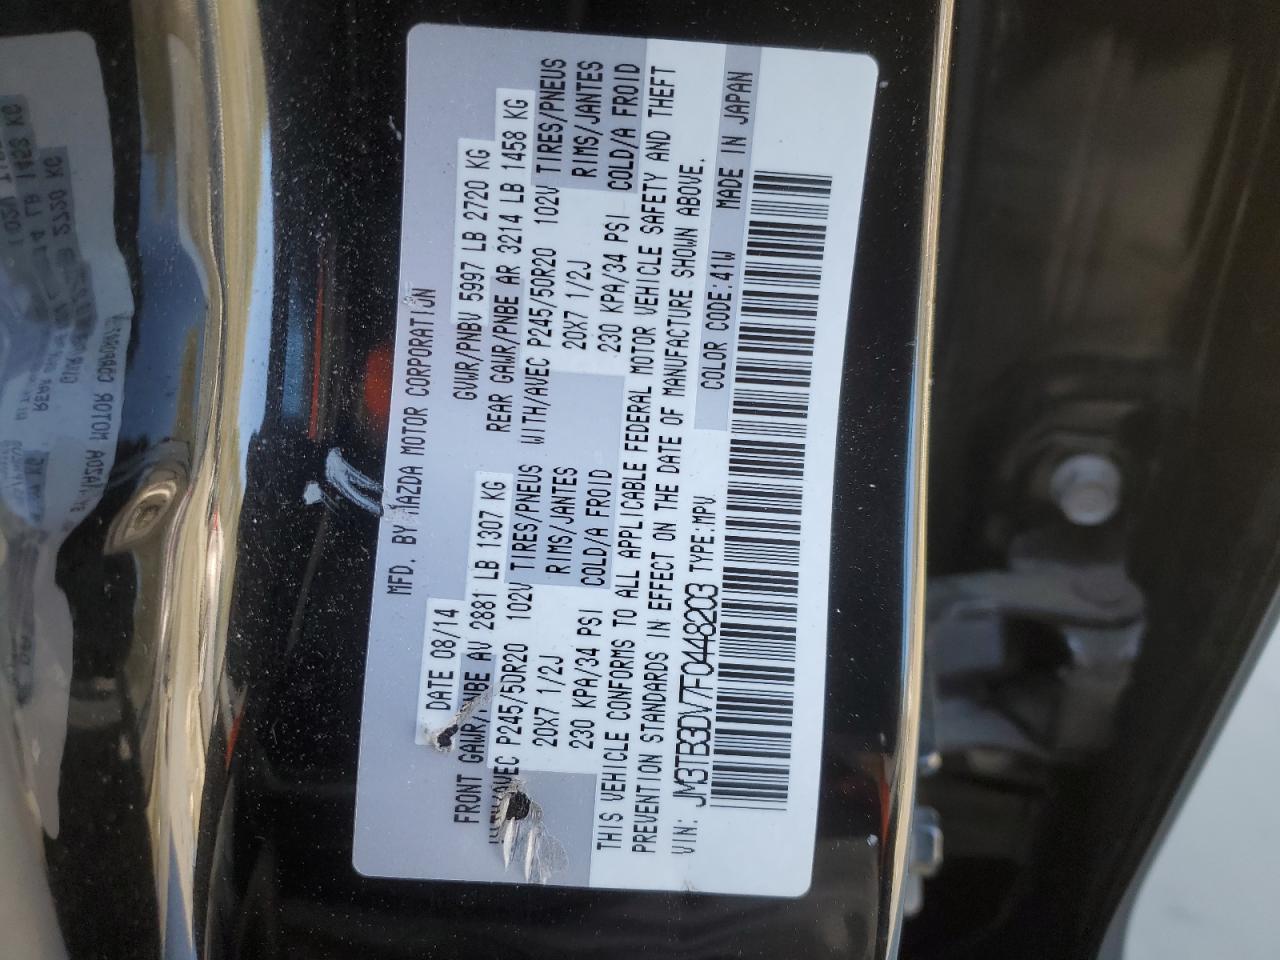 MFD. BY MAZDA MOTOR CORPORATION
DATE 08/14 GVWR/PNBV 5997 LB 2720 KG
FRONT GAWR/PNBE AV 2881 LB 1307 KG REAR GAWR/PNBE AR 3214 LB 1458 KG
WITH/AVEC P245/50R20 102V TIRES/PNEUS WITH/AVEC P245/50R20 102V TIRES/PNEUS
20X7 1/2J RIMS/JANTES 20X7 1/2J RIMS/JANTES
230 KPA/34 PSI COLD/A FROID 230 KPA/34 PSI COLD/A FROID
THIS VEHICLE CONFORMS TO ALL APPLICABLE FEDERAL MOTOR VEHICLE SAFETY AND THEFT
PREVENTION STANDARDS IN EFFECT ON THE DATE OF MANUFACTURE SHOWN ABOVE.
VIN: JM3TB3DV7F0448203 TYPE:MPV COLOR CODE:41W MADE IN JAPAN